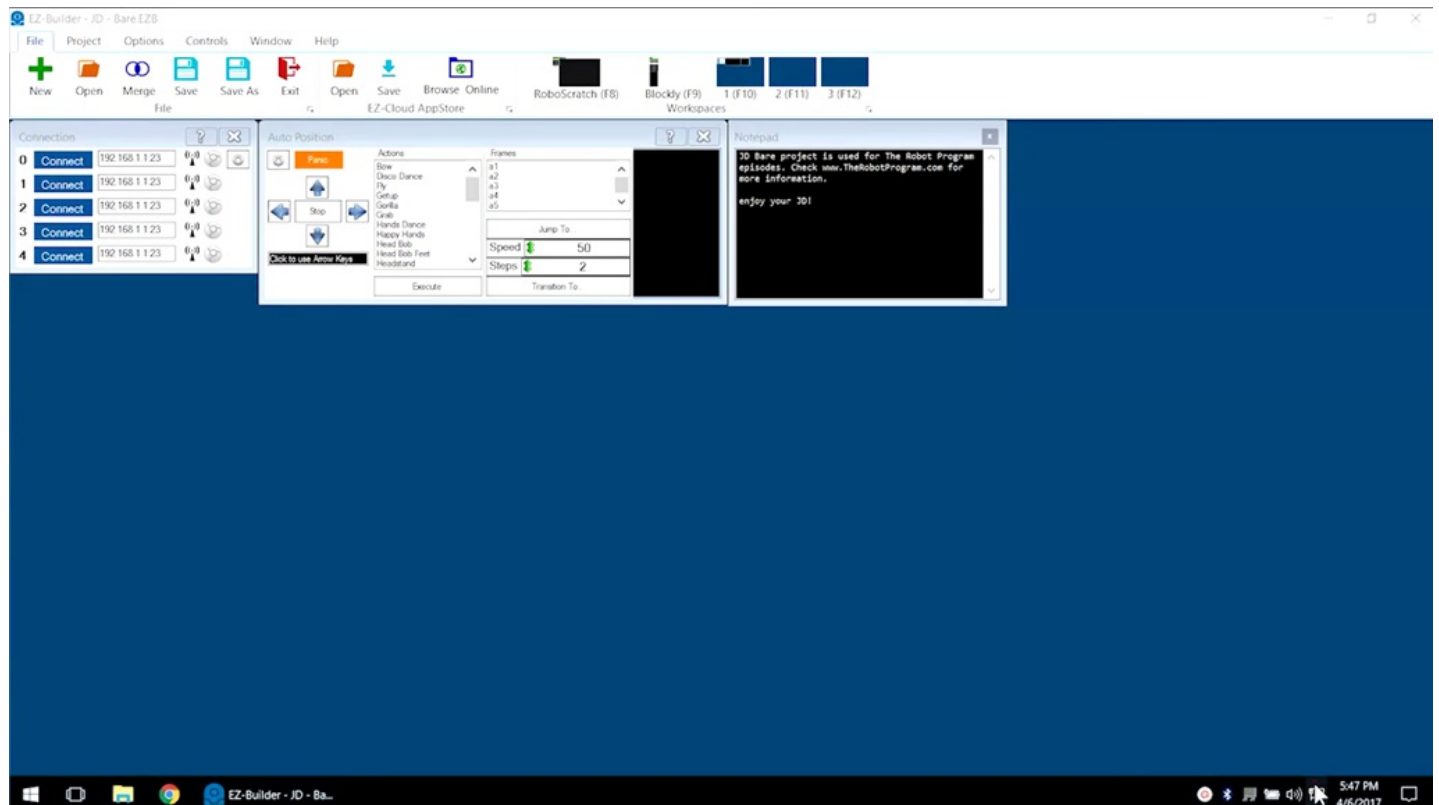 EZ-Builder - JD - Bare.EZB
File Project Options Controls Window Help
New Open Merge Save Save As Exit Open Save Browse Online RoboScratch (F8) Blockly (F9) 1 (F10) 2 (F11) 3 (F12)
File EZ-Cloud AppStore Workspaces
Connection
0 Connect 192.168.1.1:23
1 Connect 192.168.1.1:23
2 Connect 192.168.1.1:23
3 Connect 192.168.1.1:23
4 Connect 192.168.1.1:23
Auto Position
Panic
Stop
Click to use Arrow Keys
Actions
Bow
Disco Dance
Fly
Getup
Gorilla
Grab
Hands Dance
Happy Hands
Head Bob
Head Bob Feet
Headstand
Execute
Frames
a1
a2
a3
a4
a5
Jump To...
Speed 50
Steps 2
Transition To...
Notepad
JD Bare project is used for The Robot Program
episodes. Check www.TheRobotProgram.com for
more information.
enjoy your JD!
EZ-Builder - JD - Ba...
5:47 PM
4/6/2017